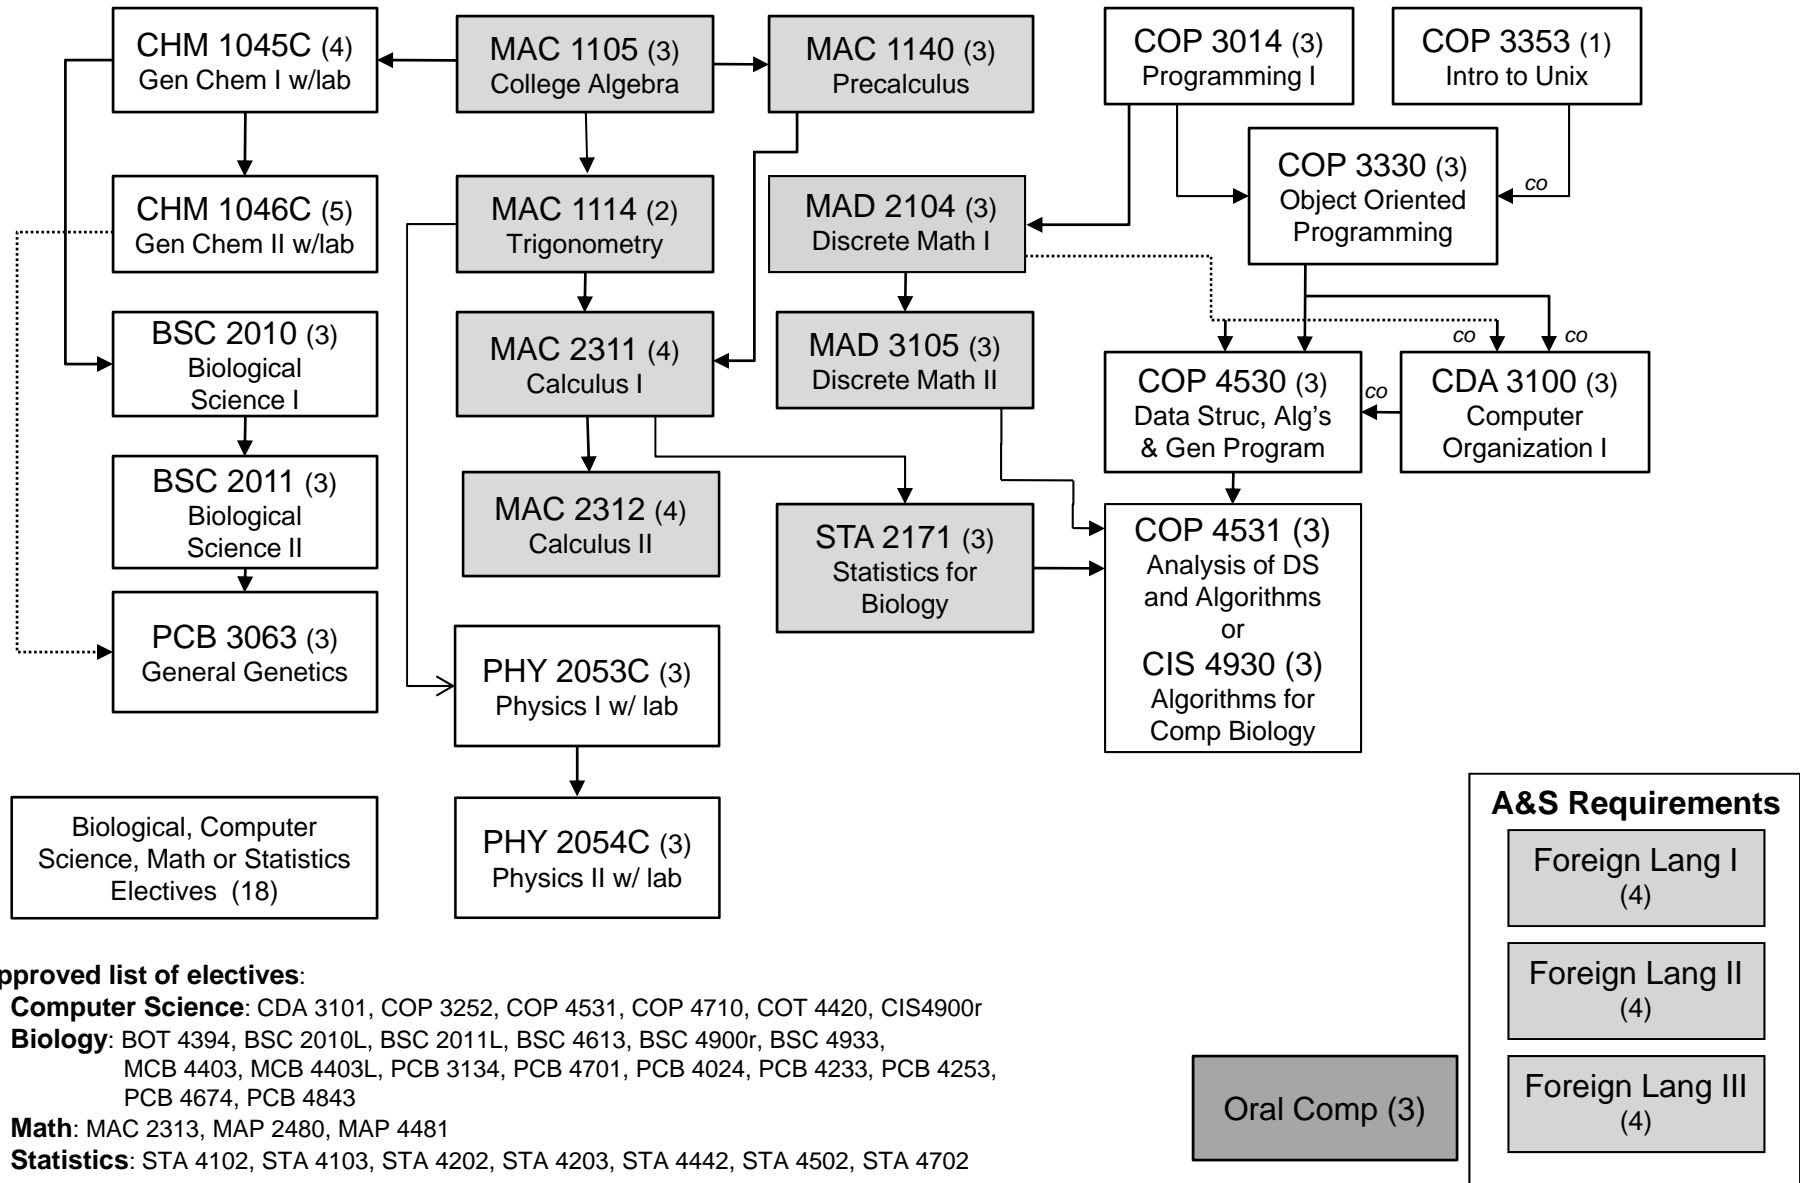 CHM 1045C (4)
Gen Chem I w/lab
MAC 1105 (3)
College Algebra
MAC 1140 (3)
Precalculus
COP 3014 (3)
Programming I
COP 3353 (1)
Intro to Unix
COP 3330 (3)
Object Oriented
Programming
co
CHM 1046C (5)
Gen Chem II w/lab
MAC 1114 (2)
Trigonometry
MAD 2104 (3)
Discrete Math I
BSC 2010 (3)
Biological
Science I
MAC 2311 (4)
Calculus I
MAD 3105 (3)
Discrete Math II
co
co
COP 4530 (3)
Data Struc, Alg's
& Gen Program
co
CDA 3100 (3)
Computer
Organization I
BSC 2011 (3)
Biological
Science II
MAC 2312 (4)
Calculus II
STA 2171 (3)
Statistics for
Biology
COP 4531 (3)
Analysis of DS
and Algorithms
or
CIS 4930 (3)
Algorithms for
Comp Biology
PCB 3063 (3)
General Genetics
PHY 2053C (3)
Physics I w/ lab
Biological, Computer
Science, Math or Statistics
Electives (18)
PHY 2054C (3)
Physics II w/ lab
A&S Requirements
Foreign Lang I
(4)
Foreign Lang II
(4)
Foreign Lang III
(4)
Oral Comp (3)
pproved list of electives:
Computer Science: CDA 3101, COP 3252, COP 4531, COP 4710, COT 4420, CIS4900r
Biology: BOT 4394, BSC 2010L, BSC 2011L, BSC 4613, BSC 4900r, BSC 4933,
MCB 4403, MCB 4403L, PCB 3134, PCB 4701, PCB 4024, PCB 4233, PCB 4253,
PCB 4674, PCB 4843
Math: MAC 2313, MAP 2480, MAP 4481
Statistics: STA 4102, STA 4103, STA 4202, STA 4203, STA 4442, STA 4502, STA 4702